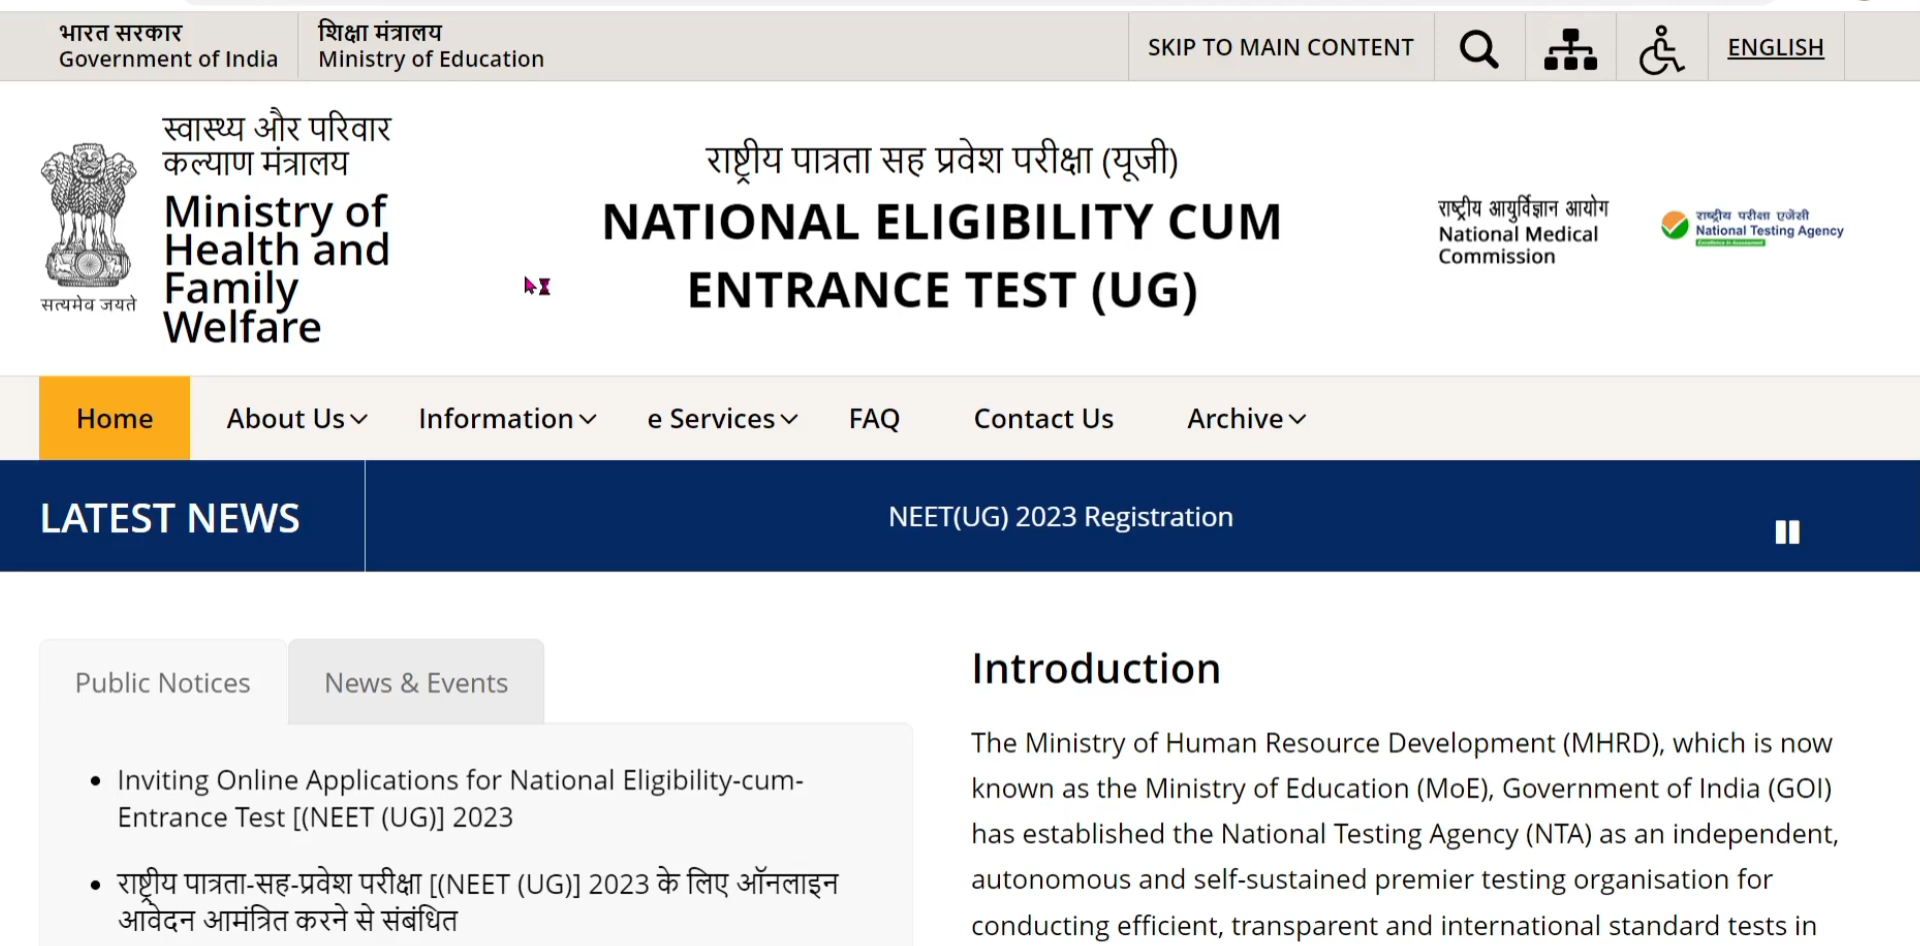 भारत सरकार
Government of India
शिक्षा मंत्रालय
Ministry of Education
SKIP TO MAIN CONTENT
ENGLISH
स्वास्थ्य और परिवार
कल्याण मंत्रालय
Ministry of
Health and
Family
Welfare
सत्यमेव जयते
राष्ट्रीय पात्रता सह प्रवेश परीक्षा (यूजी)
NATIONAL ELIGIBILITY CUM
ENTRANCE TEST (UG)
राष्ट्रीय आयुर्विज्ञान आयोग
National Medical
Commission
राष्ट्रीय परीक्षा एजेंसी
National Testing Agency
Excellence in Assessment
Home
About Us
Information
e Services
FAQ
Contact Us
Archive
LATEST NEWS
NEET(UG) 2023 Registration
Public Notices
News & Events
• Inviting Online Applications for National Eligibility-cum-
Entrance Test [(NEET (UG)] 2023
• राष्ट्रीय पात्रता-सह-प्रवेश परीक्षा [(NEET (UG)] 2023 के लिए ऑनलाइन
आवेदन आमंत्रित करने से संबंधित
Introduction
The Ministry of Human Resource Development (MHRD), which is now
known as the Ministry of Education (MoE), Government of India (GOI)
has established the National Testing Agency (NTA) as an independent,
autonomous and self-sustained premier testing organisation for
conducting efficient, transparent and international standard tests in